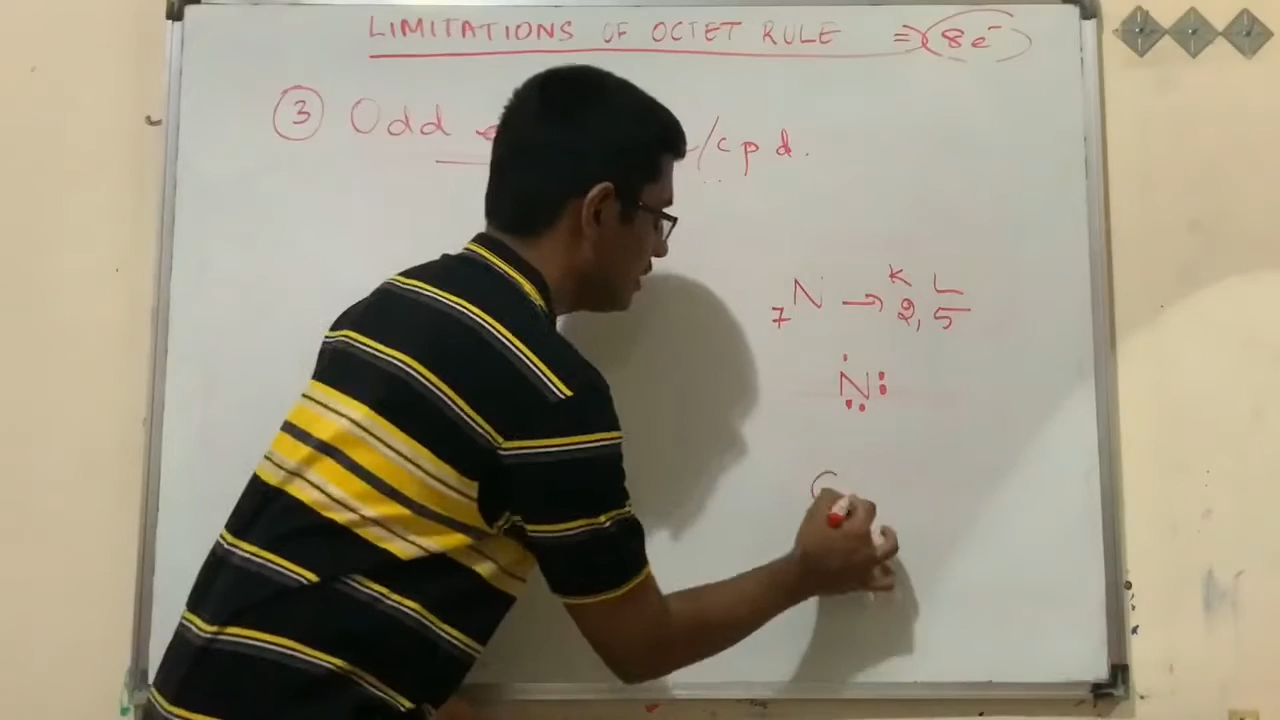 LIMITATIONS OF OCTET RULE ⇒ 8e⁻
③ Odd /cpd.
K L
₇N → 2, 5
N